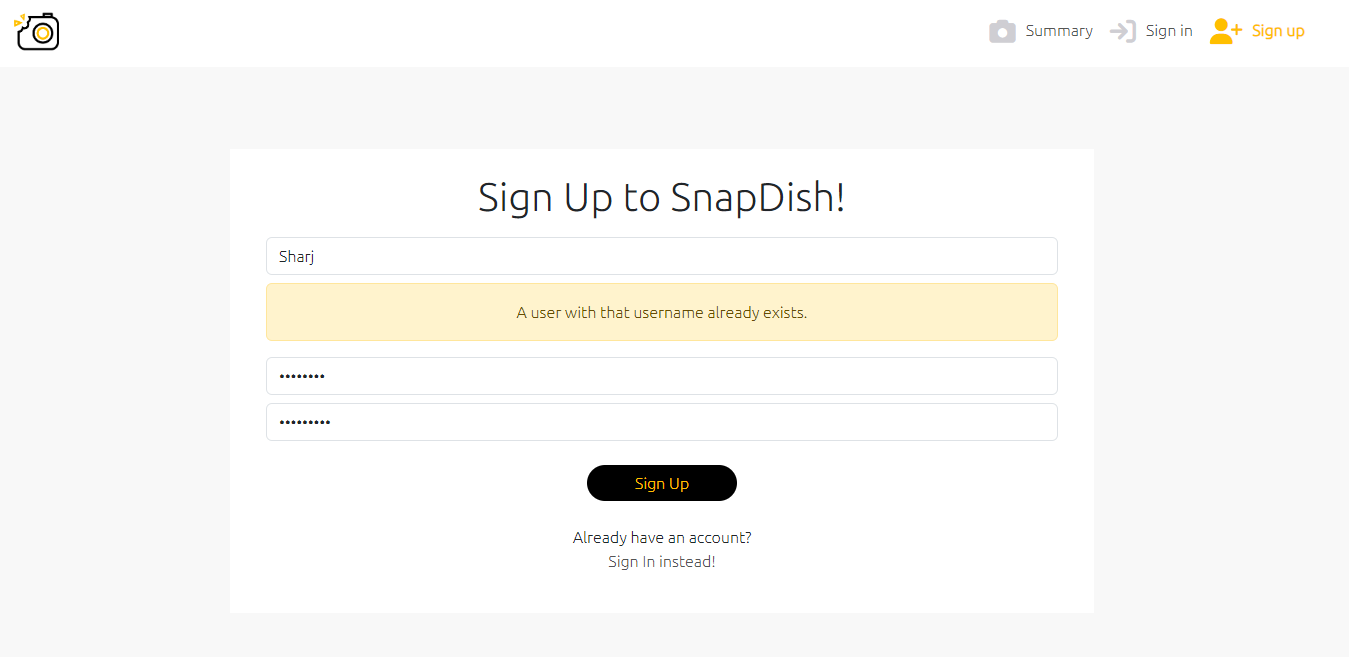 Summary Sign in Sign up
Sign Up to SnapDish!
Sharj
A user with that username already exists.
••••••••
•••••••••
Sign Up
Already have an account?
Sign In instead!